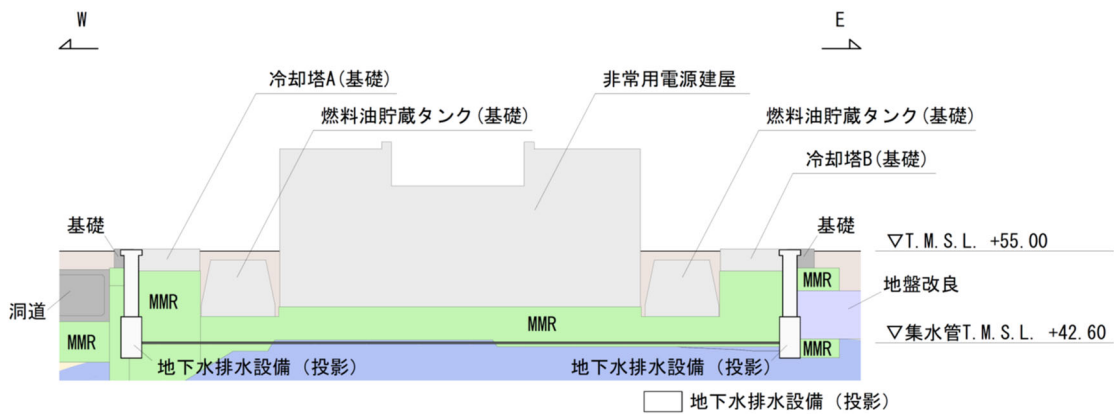 W
E
冷却塔A(基礎)
非常用電源建屋
燃料油貯蔵タンク(基礎)
燃料油貯蔵タンク(基礎)
冷却塔B(基礎)
基礎
基礎
▽T.M.S.L. +55.00
地盤改良
洞道
MMR
MMR
MMR
MMR
MMR
▽集水管T.M.S.L. +42.60
地下水排水設備(投影)
地下水排水設備(投影)
地下水排水設備(投影)